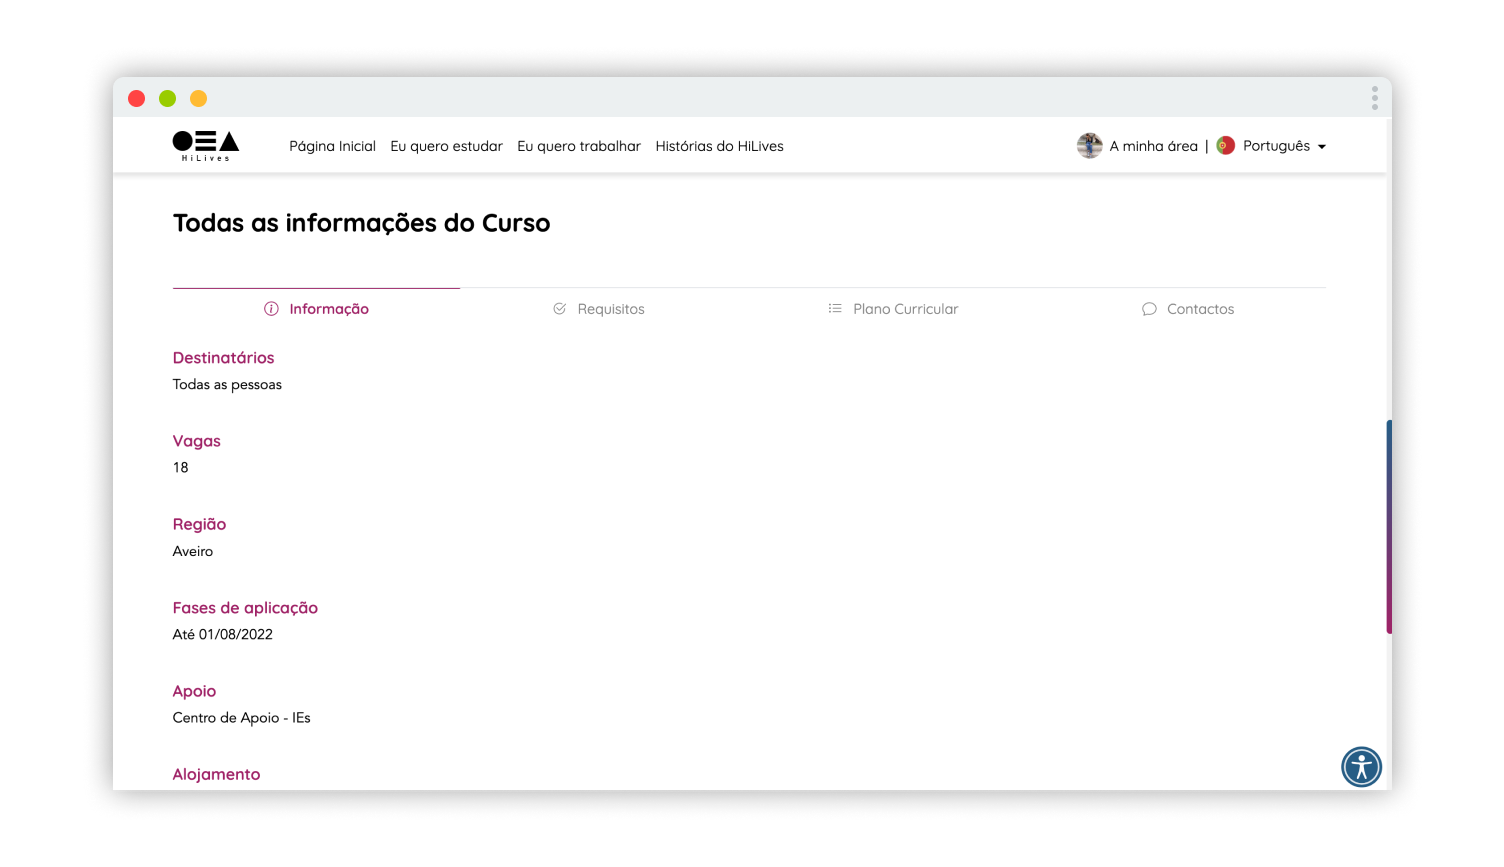 HiLives
Página Inicial Eu quero estudar Eu quero trabalhar Histórias do HiLives A minha área | Português
Todas as informações do Curso
Informação Requisitos Plano Curricular Contactos
Destinatários
Todas as pessoas
Vagas
18
Região
Aveiro
Fases de aplicação
Até 01/08/2022
Apoio
Centro de Apoio - IEs
Alojamento